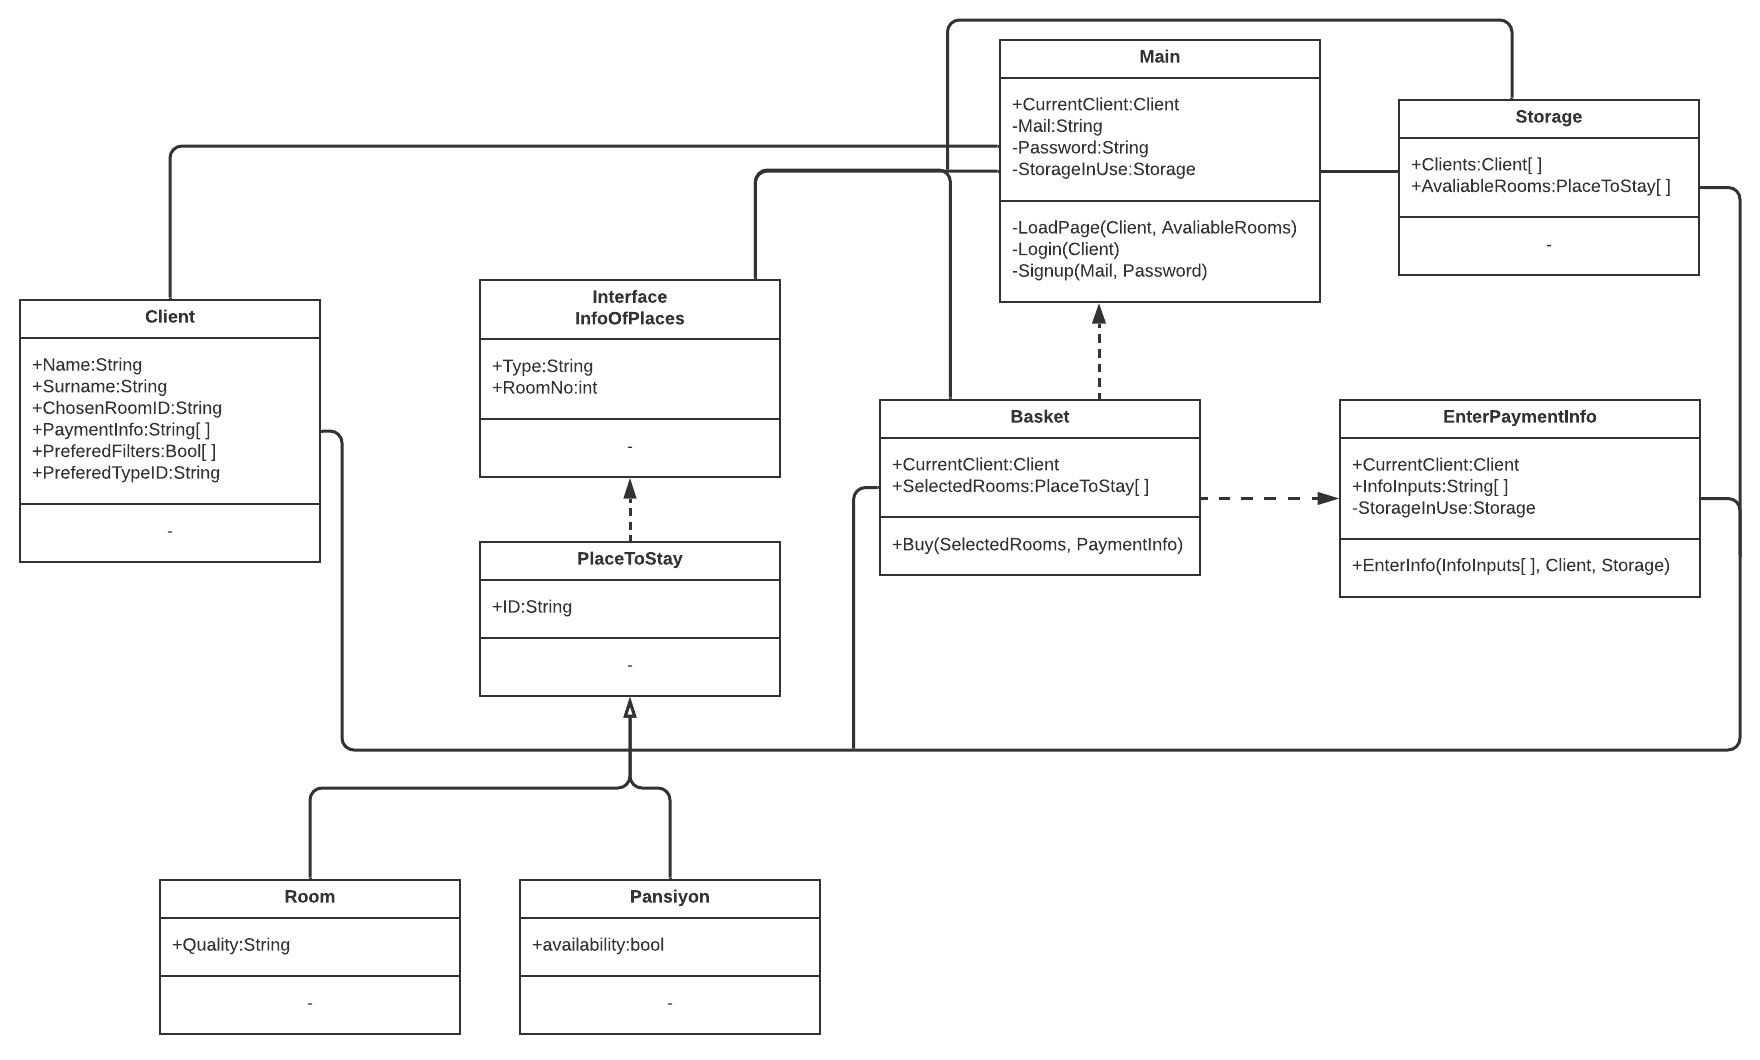 Main
+CurrentClient:Client
-Mail:String
-Password:String
-StorageInUse:Storage
-LoadPage(Client, AvaliableRooms)
-Login(Client)
-Signup(Mail, Password)
Storage
+Clients:Client[ ]
+AvaliableRooms:PlaceToStay[ ]
-
Client
+Name:String
+Surname:String
+ChosenRoomID:String
+PaymentInfo:String[ ]
+PreferedFilters:Bool[ ]
+PreferedTypeID:String
-
Interface
InfoOfPlaces
+Type:String
+RoomNo:int
-
Basket
+CurrentClient:Client
+SelectedRooms:PlaceToStay[ ]
+Buy(SelectedRooms, PaymentInfo)
EnterPaymentInfo
+CurrentClient:Client
+InfoInputs:String[ ]
-StorageInUse:Storage
+EnterInfo(InfoInputs[ ], Client, Storage)
PlaceToStay
+ID:String
-
Room
+Quality:String
-
Pansiyon
+availability:bool
-